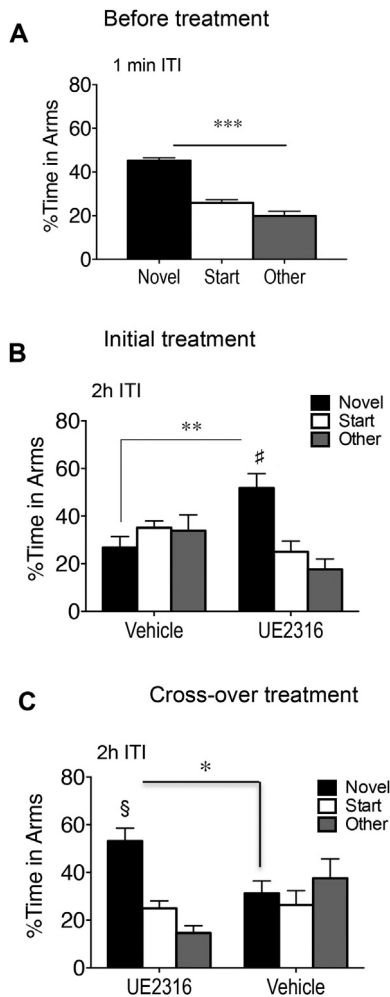 A
Before treatment
1 min ITI
***
%Time in Arms
80
60
40
20
0
Novel Start Other
B
Initial treatment
2h ITI
Novel
Start
Other
**
♯
%Time in Arms
80
60
40
20
0
Vehicle UE2316
C
Cross-over treatment
2h ITI
Novel
Start
Other
*
§
%Time in Arms
80
60
40
20
0
UE2316 Vehicle